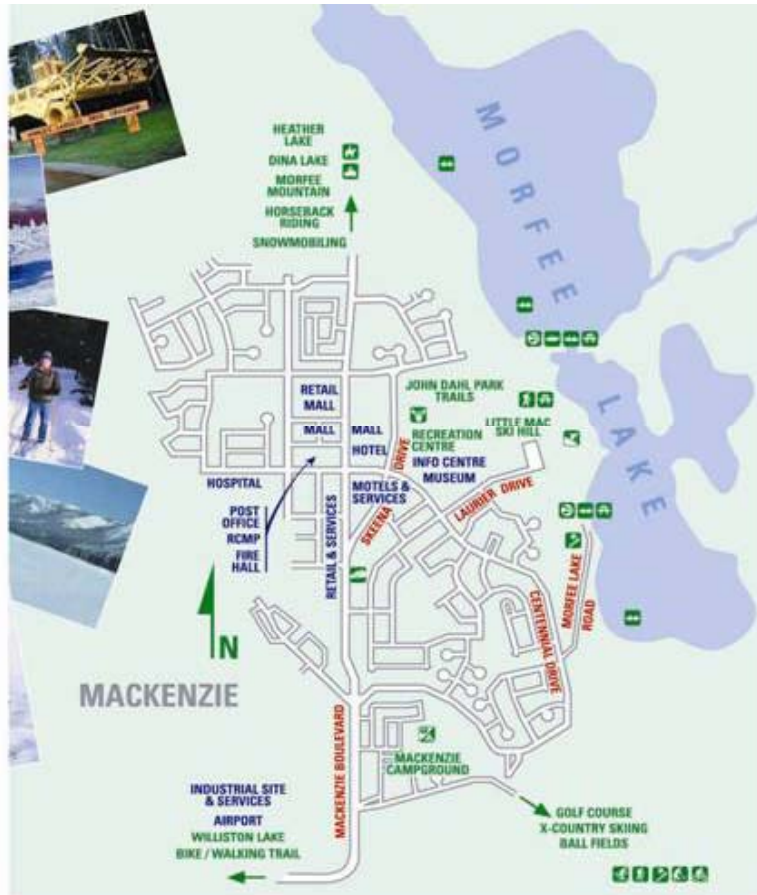 HEATHER
LAKE
DINA LAKE
MORFEE
MOUNTAIN
HORSEBACK
RIDING
SNOWMOBILING
MORFEE
LAKE
RETAIL
MALL
MALL
MALL
HOTEL
JOHN DAHL PARK
TRAILS
LITTLE MAC
SKI HILL
RECREATION
CENTRE
INFO CENTRE
MUSEUM
HOSPITAL
MOTELS &
SERVICES
SKEENA DRIVE
LAURIER DRIVE
POST
OFFICE
RCMP
FIRE
HALL
RETAIL & SERVICES
CENTENNIAL DRIVE
MORFEE LAKE
ROAD
N
MACKENZIE
MACKENZIE BOULEVARD
MACKENZIE
CAMPGROUND
INDUSTRIAL SITE
& SERVICES
AIRPORT
WILLISTON LAKE
BIKE / WALKING TRAIL
GOLF COURSE
X-COUNTRY SKIING
BALL FIELDS